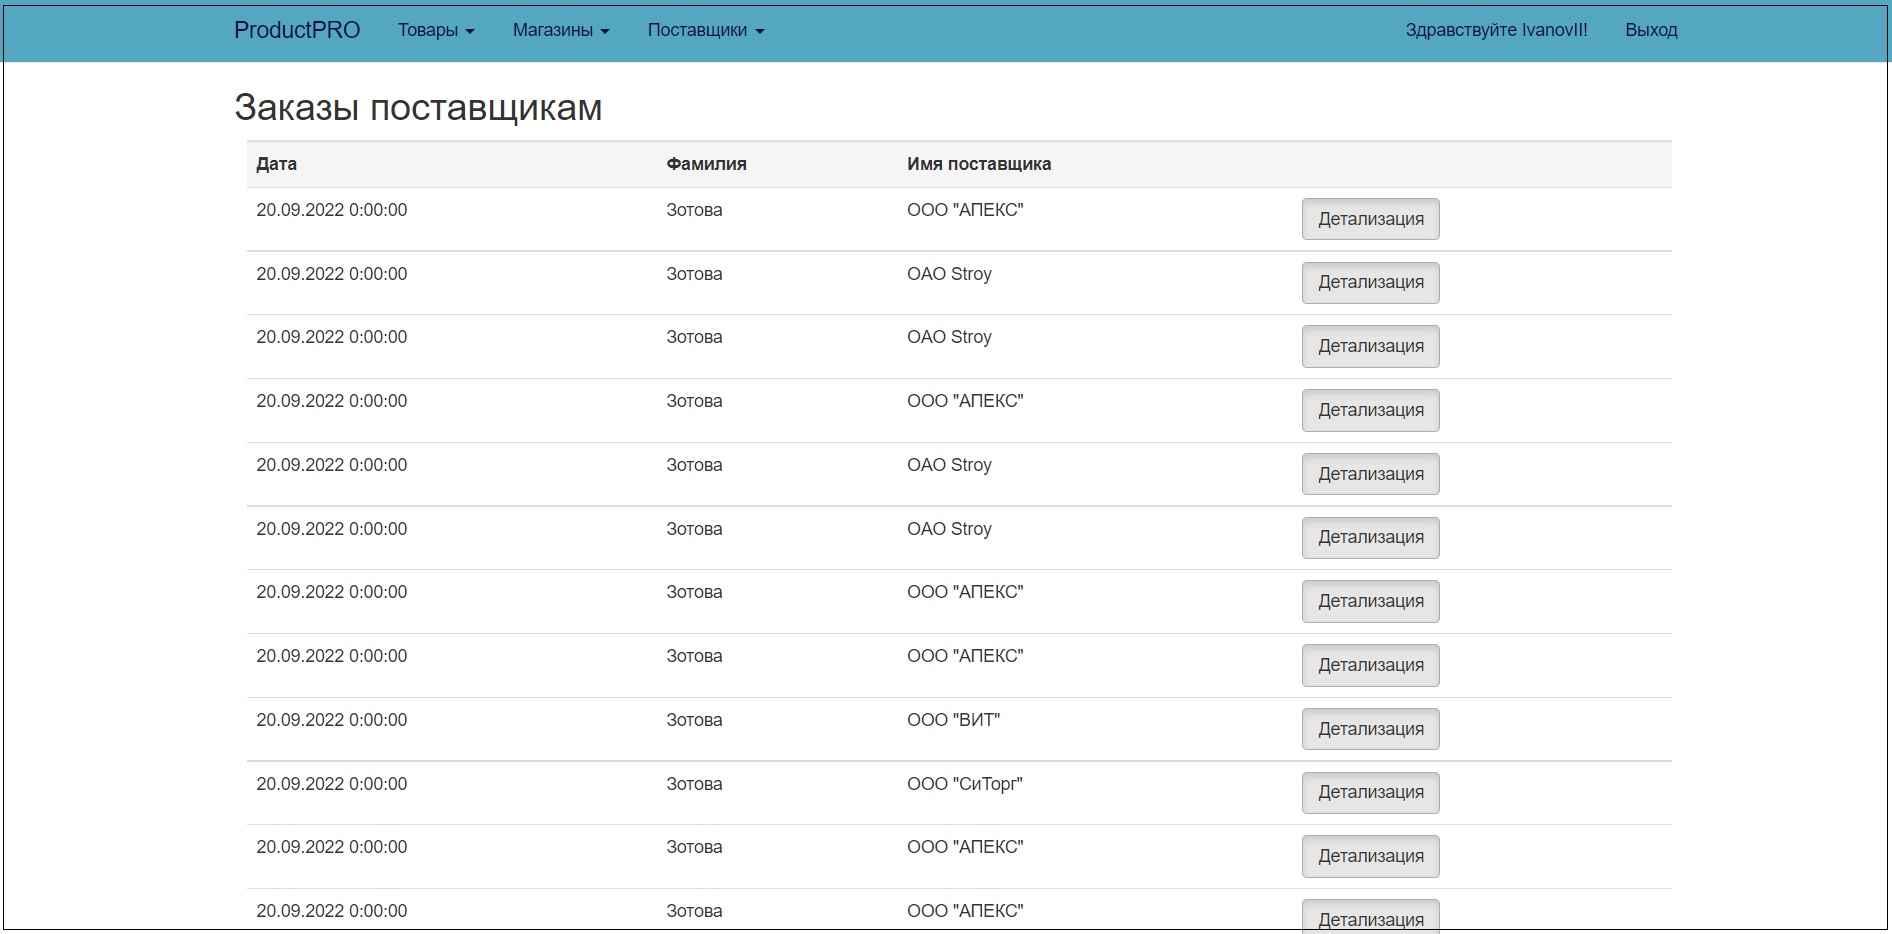 ProductPRO Товары Магазины Поставщики Здравствуйте IvanovII! Выход
Заказы поставщикам
Дата Фамилия Имя поставщика
20.09.2022 0:00:00 Зотова ООО "АПЕКС" Детализация
20.09.2022 0:00:00 Зотова ОАО Stroy Детализация
20.09.2022 0:00:00 Зотова ОАО Stroy Детализация
20.09.2022 0:00:00 Зотова ООО "АПЕКС" Детализация
20.09.2022 0:00:00 Зотова ОАО Stroy Детализация
20.09.2022 0:00:00 Зотова ОАО Stroy Детализация
20.09.2022 0:00:00 Зотова ООО "АПЕКС" Детализация
20.09.2022 0:00:00 Зотова ООО "АПЕКС" Детализация
20.09.2022 0:00:00 Зотова ООО "ВИТ" Детализация
20.09.2022 0:00:00 Зотова ООО "СиТорг" Детализация
20.09.2022 0:00:00 Зотова ООО "АПЕКС" Детализация
20.09.2022 0:00:00 Зотова ООО "АПЕКС" Детализация